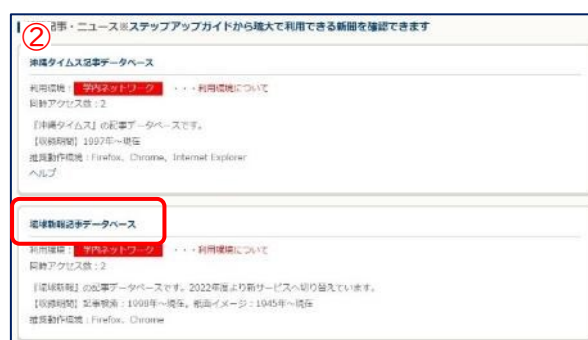 ②
記事・ニュース※ステップアップガイドから琉大で利用できる新聞を確認できます
沖縄タイムス記事データベース
利用環境： 学内ネットワーク ・・・利用環境について
同時アクセス数：2
『沖縄タイムス』の記事データベースです。
【収録期間】1997年～現在
推奨動作環境：Firefox、Chrome、Internet Explorer
ヘルプ
琉球新報記事データベース
利用環境： 学内ネットワーク ・・・利用環境について
同時アクセス数：2
『琉球新報』の記事データベースです。2022年度より新サービスへ切り替えています。
【収録期間】記事検索：1998年～現在，紙面イメージ：1945年～現在
推奨動作環境：Firefox、Chrome